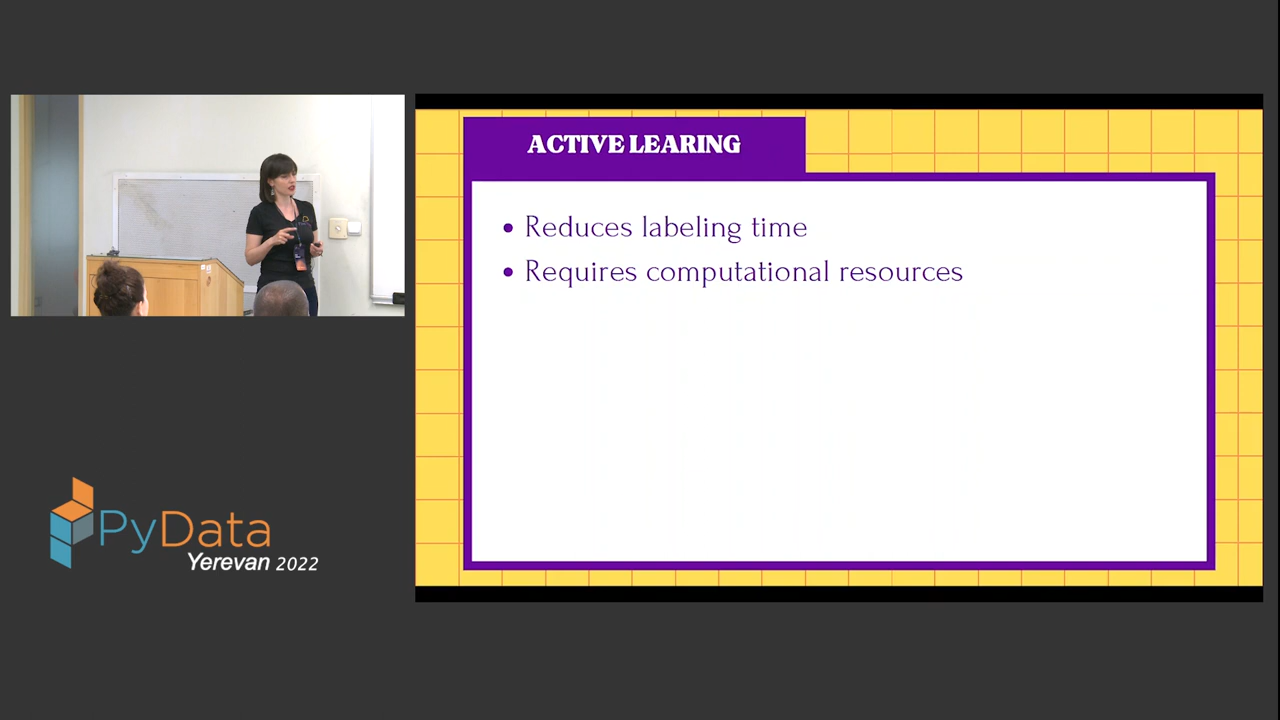 ACTIVE LEARING
• Reduces labeling time
• Requires computational resources
PyData
Yerevan 2022